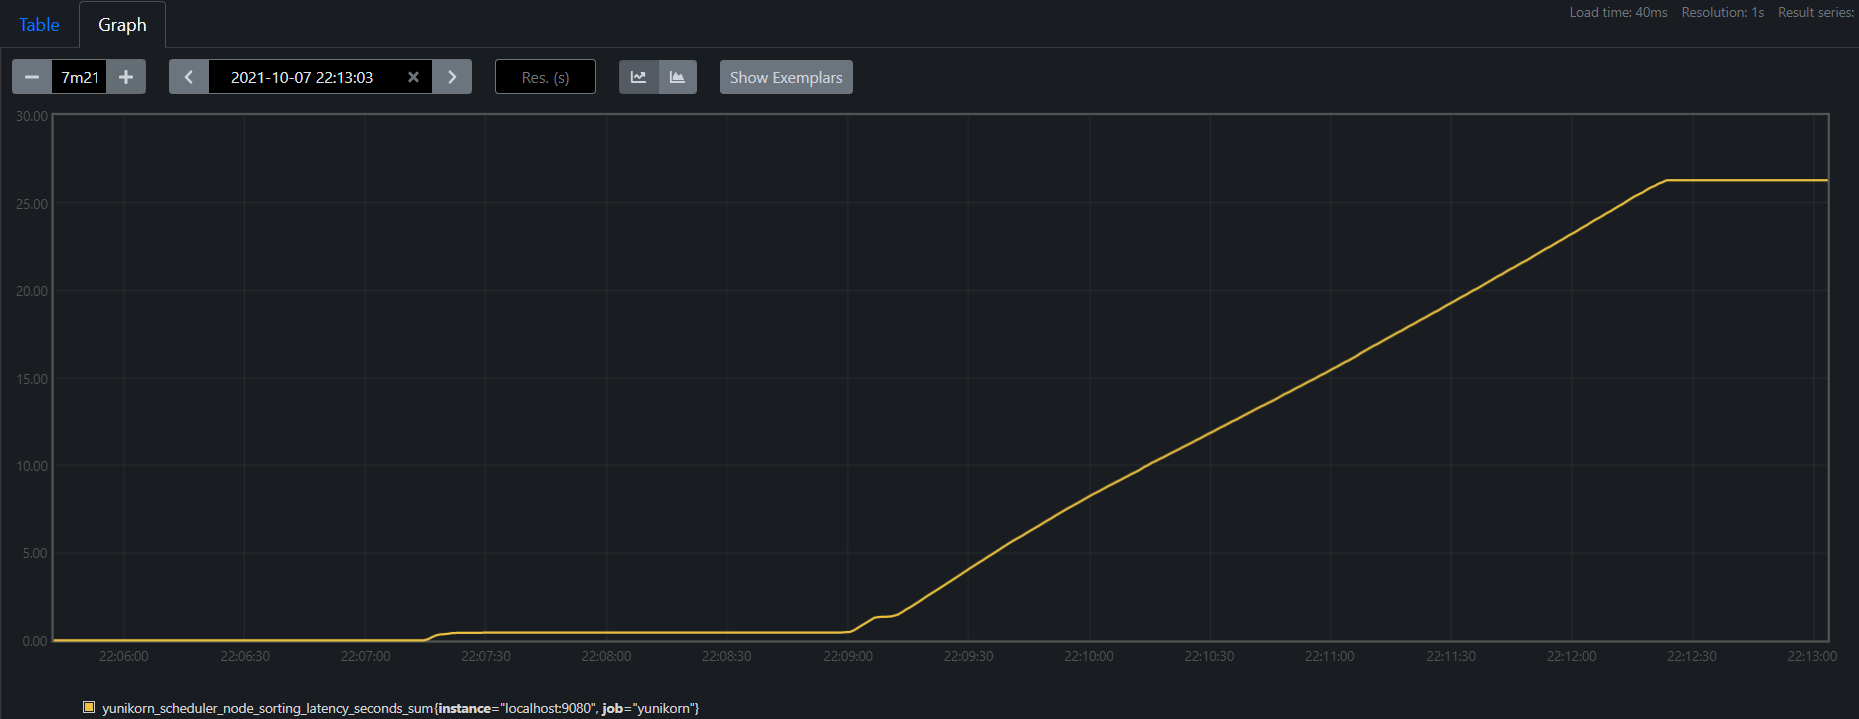 Table
Graph
Load time: 40ms Resolution: 1s Result series:
7m21
2021-10-07 22:13:03
Res. (s)
Show Exemplars
30.00
25.00
20.00
15.00
10.00
5.00
0.00
22:06:00 22:06:30 22:07:00 22:07:30 22:08:00 22:08:30 22:09:00 22:09:30 22:10:00 22:10:30 22:11:00 22:11:30 22:12:00 22:12:30 22:13:00
yunikorn_scheduler_node_sorting_latency_seconds_sum{instance="localhost:9080", job="yunikorn"}